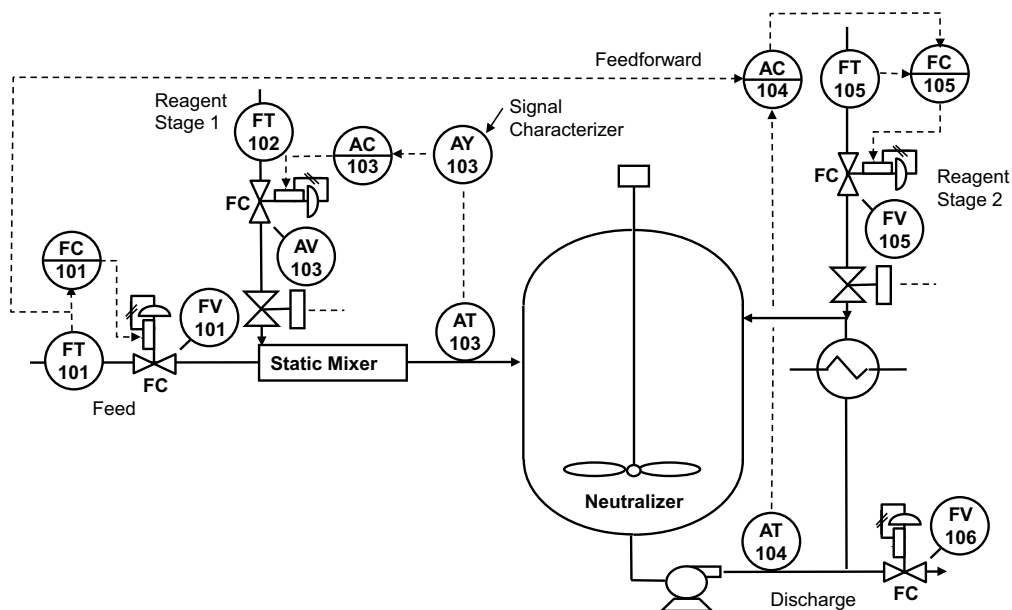 Feedforward
AC
104
FT
105
FC
105
Reagent
Stage 1
FT
102
AC
103
AY
103
Signal
Characterizer
FC
AV
103
FC
FV
105
Reagent
Stage 2
FC
101
FV
101
FT
101
FC
Feed
Static Mixer
AT
103
Neutralizer
AT
104
FV
106
FC
Discharge